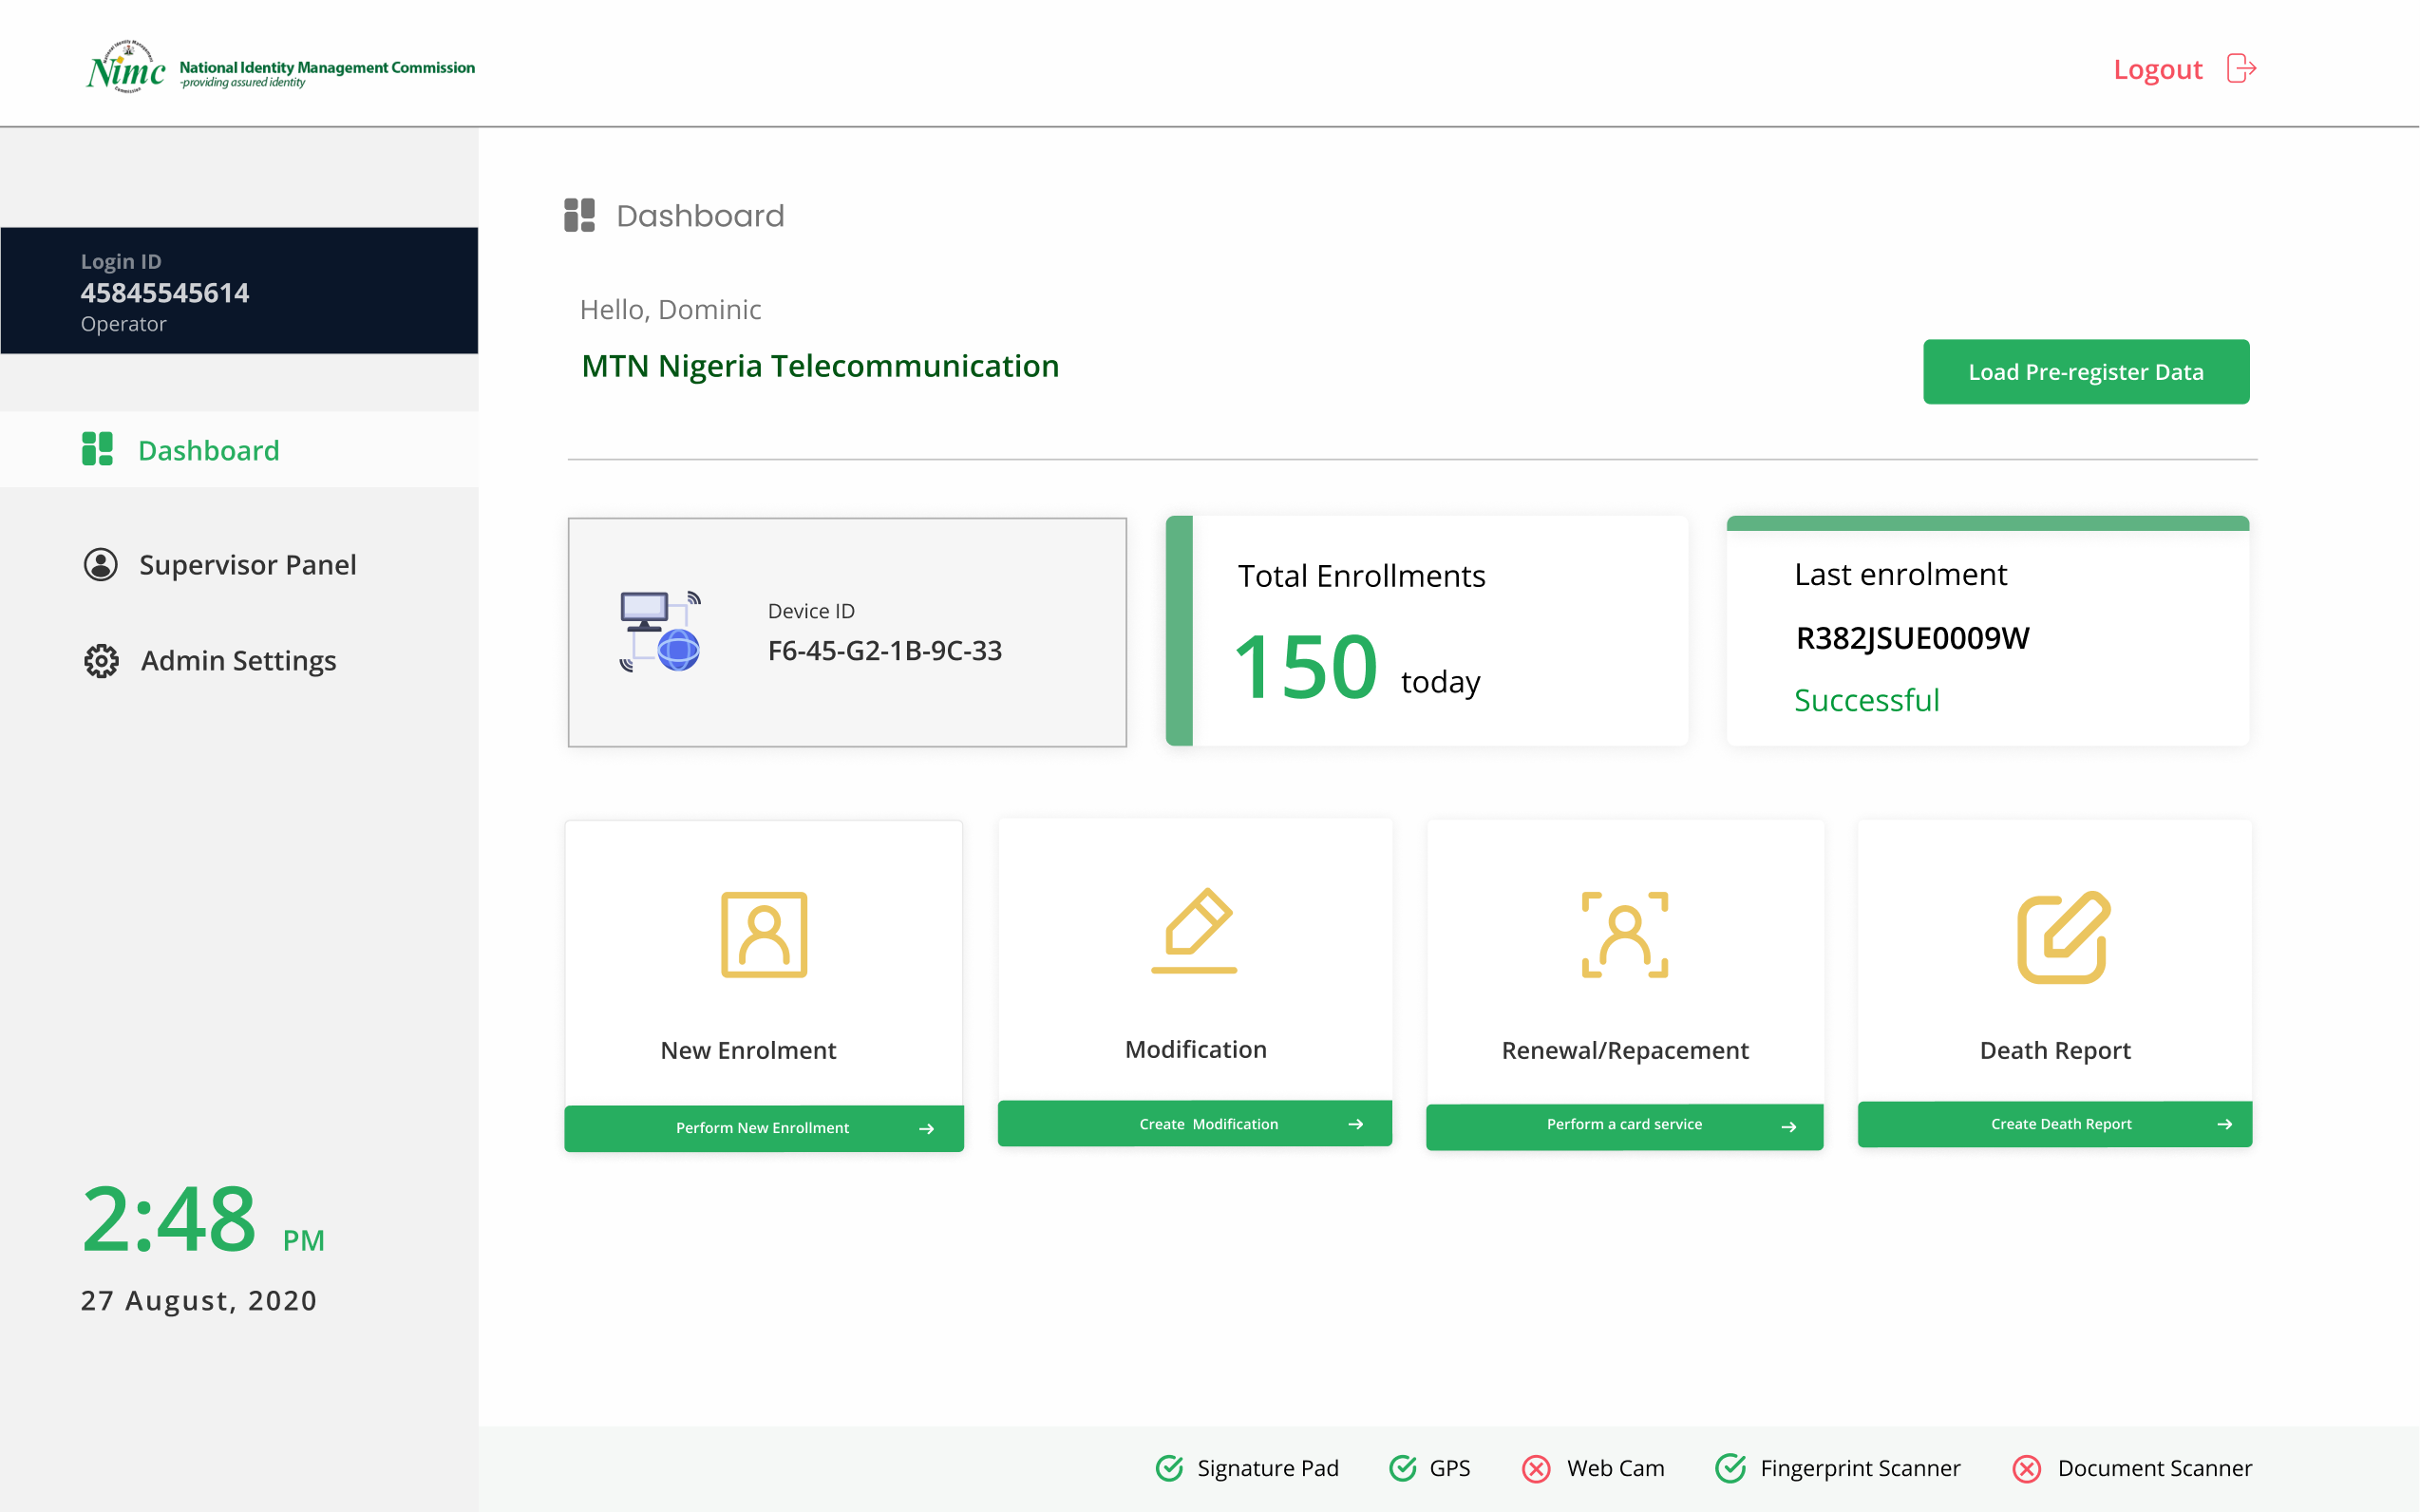 National Identity Management
Nimc
Commission
National Identity Management Commission
-providing assured identity
Logout
Login ID
45845545614
Operator
Dashboard
Supervisor Panel
Admin Settings
2:48 PM
27 August, 2020
Dashboard
Hello, Dominic
MTN Nigeria Telecommunication
Load Pre-register Data
Device ID
F6-45-G2-1B-9C-33
Total Enrollments
150 today
Last enrolment
R382JSUE0009W
Successful
New Enrolment
Perform New Enrollment
Modification
Create Modification
Renewal/Repacement
Perform a card service
Death Report
Create Death Report
Signature Pad
GPS
Web Cam
Fingerprint Scanner
Document Scanner